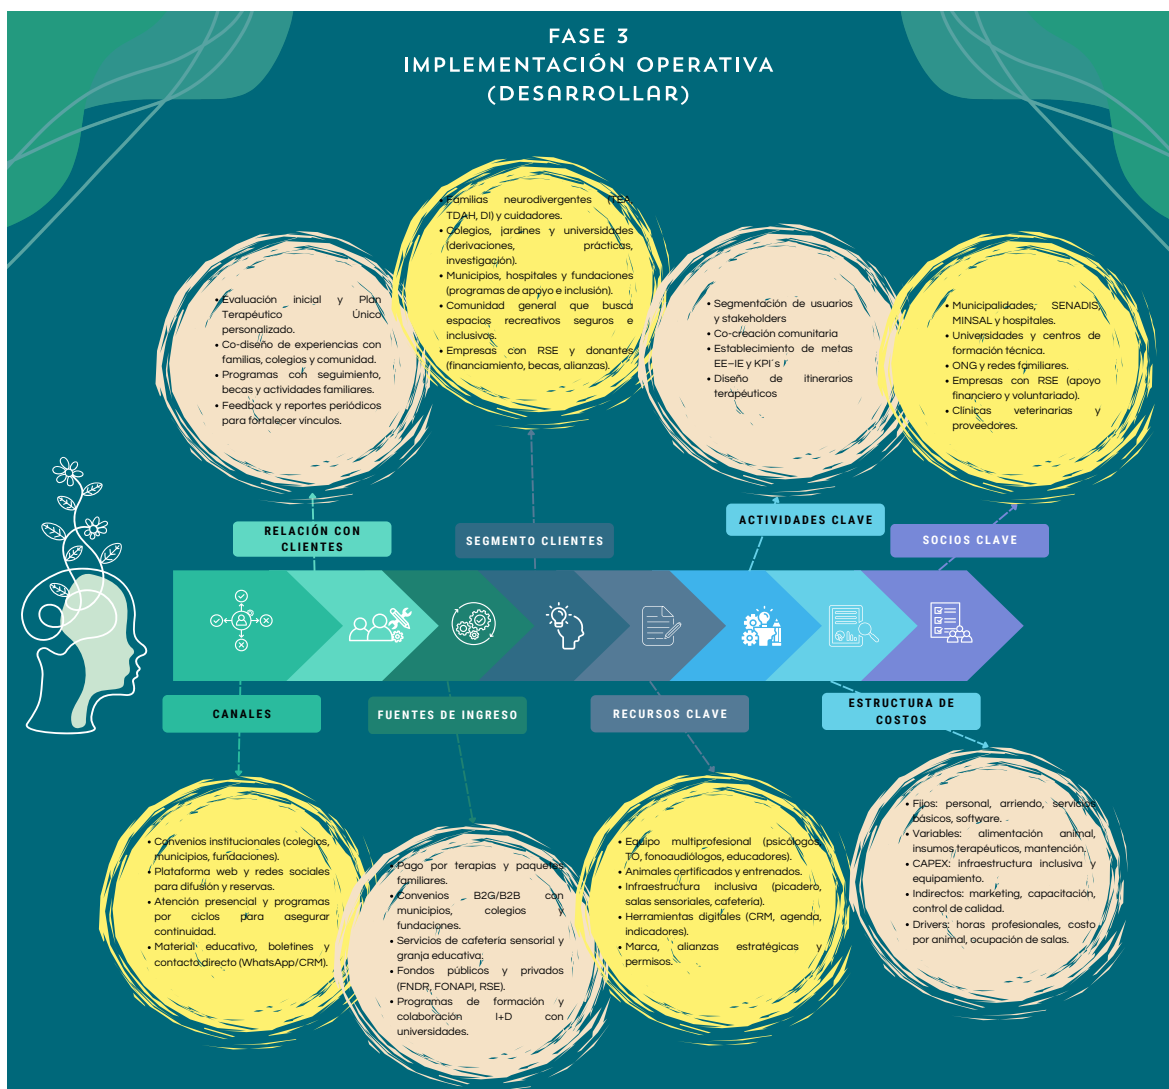 FASE 3
IMPLEMENTACIÓN OPERATIVA
(DESARROLLAR)
• Evaluación inicial y Plan
Terapéutico Único
personalizado.
• Co-diseño de experiencias con
familias, colegios y comunidad.
• Programas con seguimiento,
becas y actividades familiares.
• Feedback y reportes periódicos
para fortalecer vínculos.
• Familias neurodivergentes (TEA,
TDAH, DI) y cuidadores.
• Colegios, jardines y universidades
(derivaciones, prácticas,
investigación).
• Municipios, hospitales y fundaciones
(programas de apoyo e inclusión).
• Comunidad general que busca
espacios recreativos seguros e
inclusivos.
• Empresas con RSE y donantes
(financiamiento, becas, alianzas).
• Segmentación de usuarios
y stakeholders
• Co-creación comunitaria
• Establecimiento de metas
EE–IE y KPI´s
• Diseño de itinerarios
terapéuticos
• Municipalidades, SENADIS,
MINSAL y hospitales.
• Universidades y centros de
formación técnica.
• ONG y redes familiares.
• Empresas con RSE (apoyo
financiero y voluntariado).
• Clínicas veterinarias y
proveedores.
RELACIÓN CON
CLIENTES
SEGMENTO CLIENTES
ACTIVIDADES CLAVE
SOCIOS CLAVE
CANALES
FUENTES DE INGRESO
RECURSOS CLAVE
ESTRUCTURA DE
COSTOS
• Convenios institucionales (colegios,
municipios, fundaciones).
• Plataforma web y redes sociales
para difusión y reservas.
• Atención presencial y programas
por ciclos para asegurar
continuidad.
• Material educativo, boletines y
contacto directo (WhatsApp/CRM).
• Pago por terapias y paquetes
familiares.
• Convenios B2G/B2B con
municipios, colegios y
fundaciones.
• Servicios de cafetería sensorial y
granja educativa.
• Fondos públicos y privados
(FNDR, FONAPI, RSE).
• Programas de formación y
colaboración I+D con
universidades.
• Equipo multiprofesional (psicólogos,
TO, fonoaudiólogos, educadores).
• Animales certificados y entrenados.
• Infraestructura inclusiva (picadero,
salas sensoriales, cafetería).
• Herramientas digitales (CRM, agenda,
indicadores).
• Marca, alianzas estratégicas y
permisos.
• Fijos: personal, arriendo, servicios
básicos, software.
• Variables: alimentación animal,
insumos terapéuticos, mantención.
• CAPEX: infraestructura inclusiva y
equipamiento.
• Indirectos: marketing, capacitación,
control de calidad.
• Drivers: horas profesionales, costo
por animal, ocupación de salas.